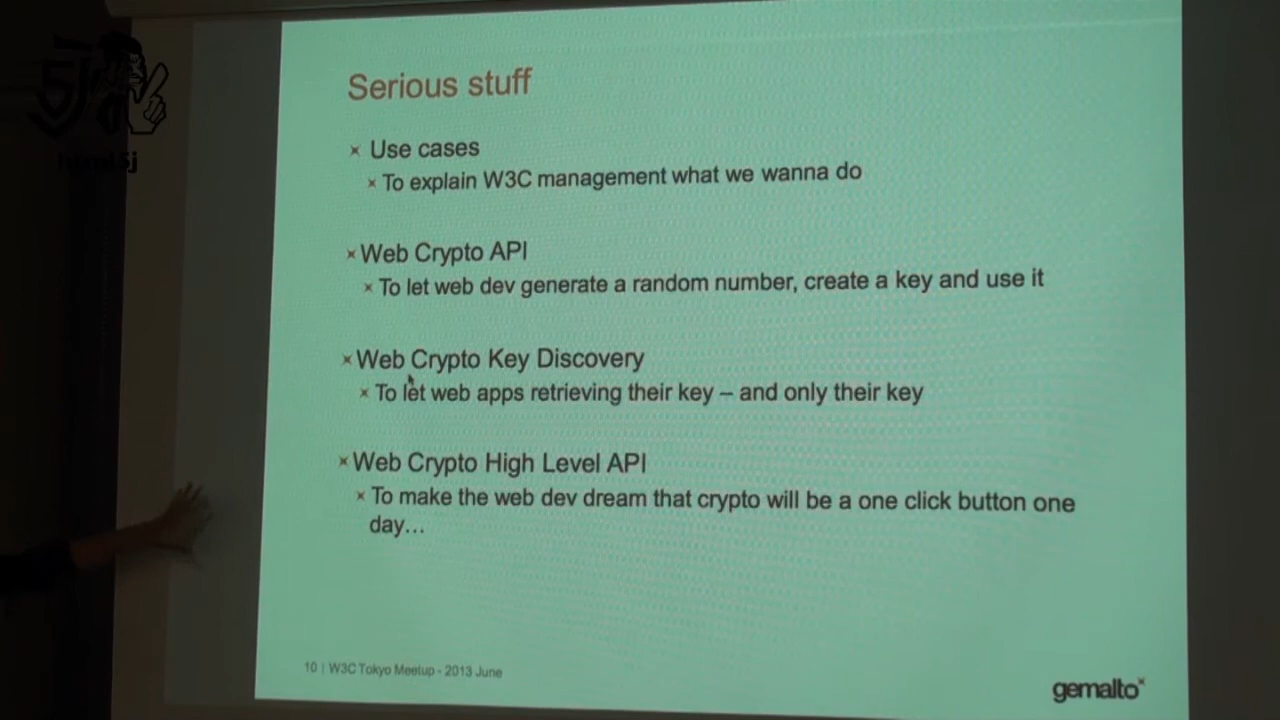 5j
html5j
Serious stuff
× Use cases
× To explain W3C management what we wanna do
× Web Crypto API
× To let web dev generate a random number, create a key and use it
× Web Crypto Key Discovery
× To let web apps retrieving their key – and only their key
× Web Crypto High Level API
× To make the web dev dream that crypto will be a one click button one
day...
10 | W3C Tokyo Meetup - 2013 June
gemalto×